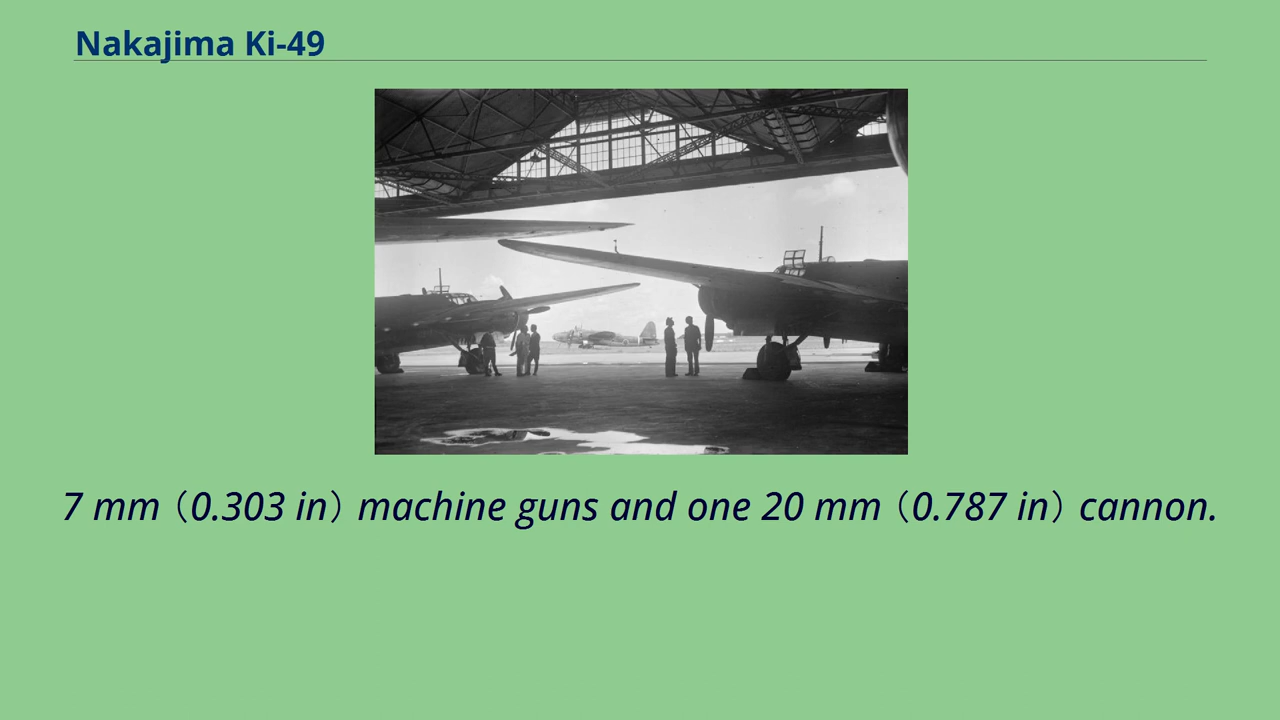 Nakajima Ki-49
7 mm（0.303 in）machine guns and one 20 mm（0.787 in）cannon.